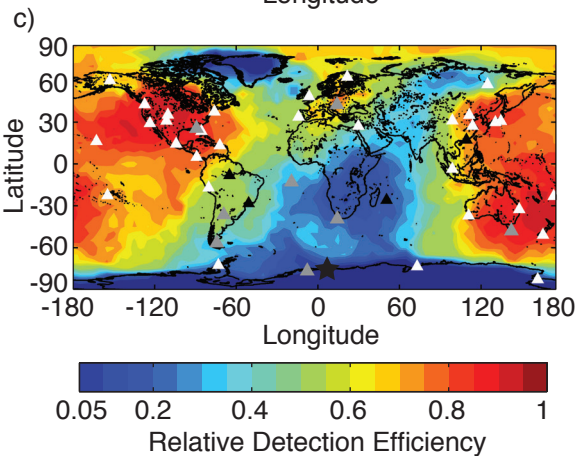 Longitude
c)
90
60
30
0
-30
-60
-90
Latitude
-180 -120 -60 0 60 120 180
Longitude
0.05 0.2 0.4 0.6 0.8 1
Relative Detection Efficiency